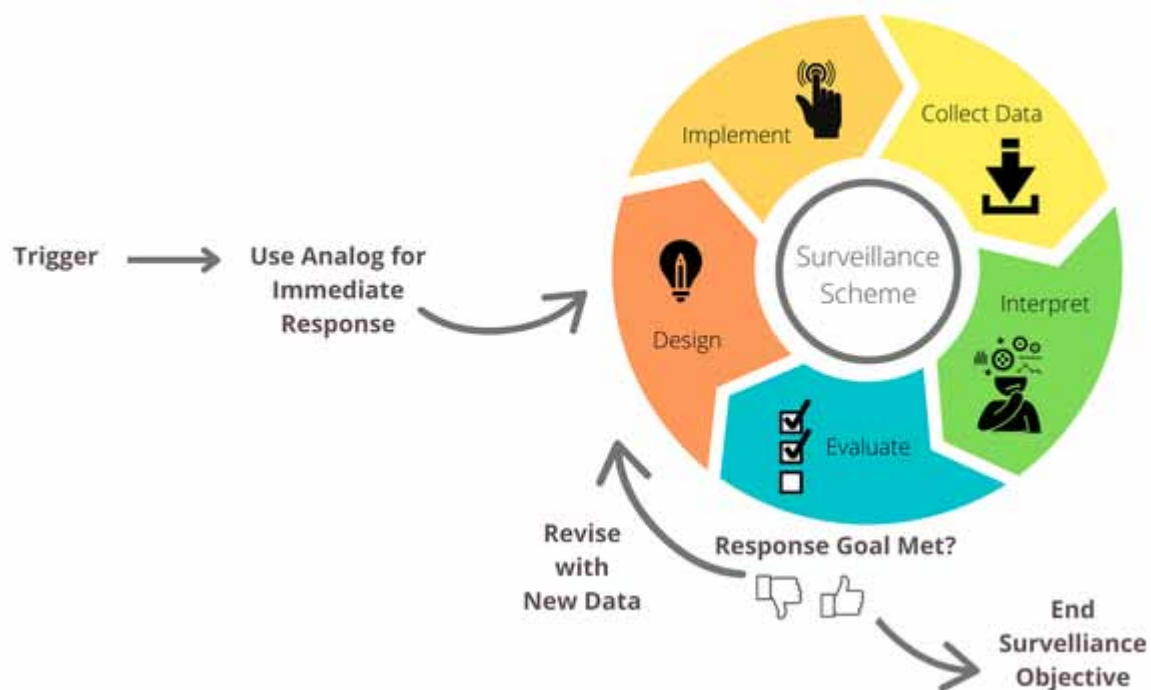 Trigger
Use Analog for
Immediate
Response
Implement
Collect Data
Surveillance
Scheme
Interpret
Design
Evaluate
Revise
with
New Data
Response Goal Met?
End
Survelliance
Objective